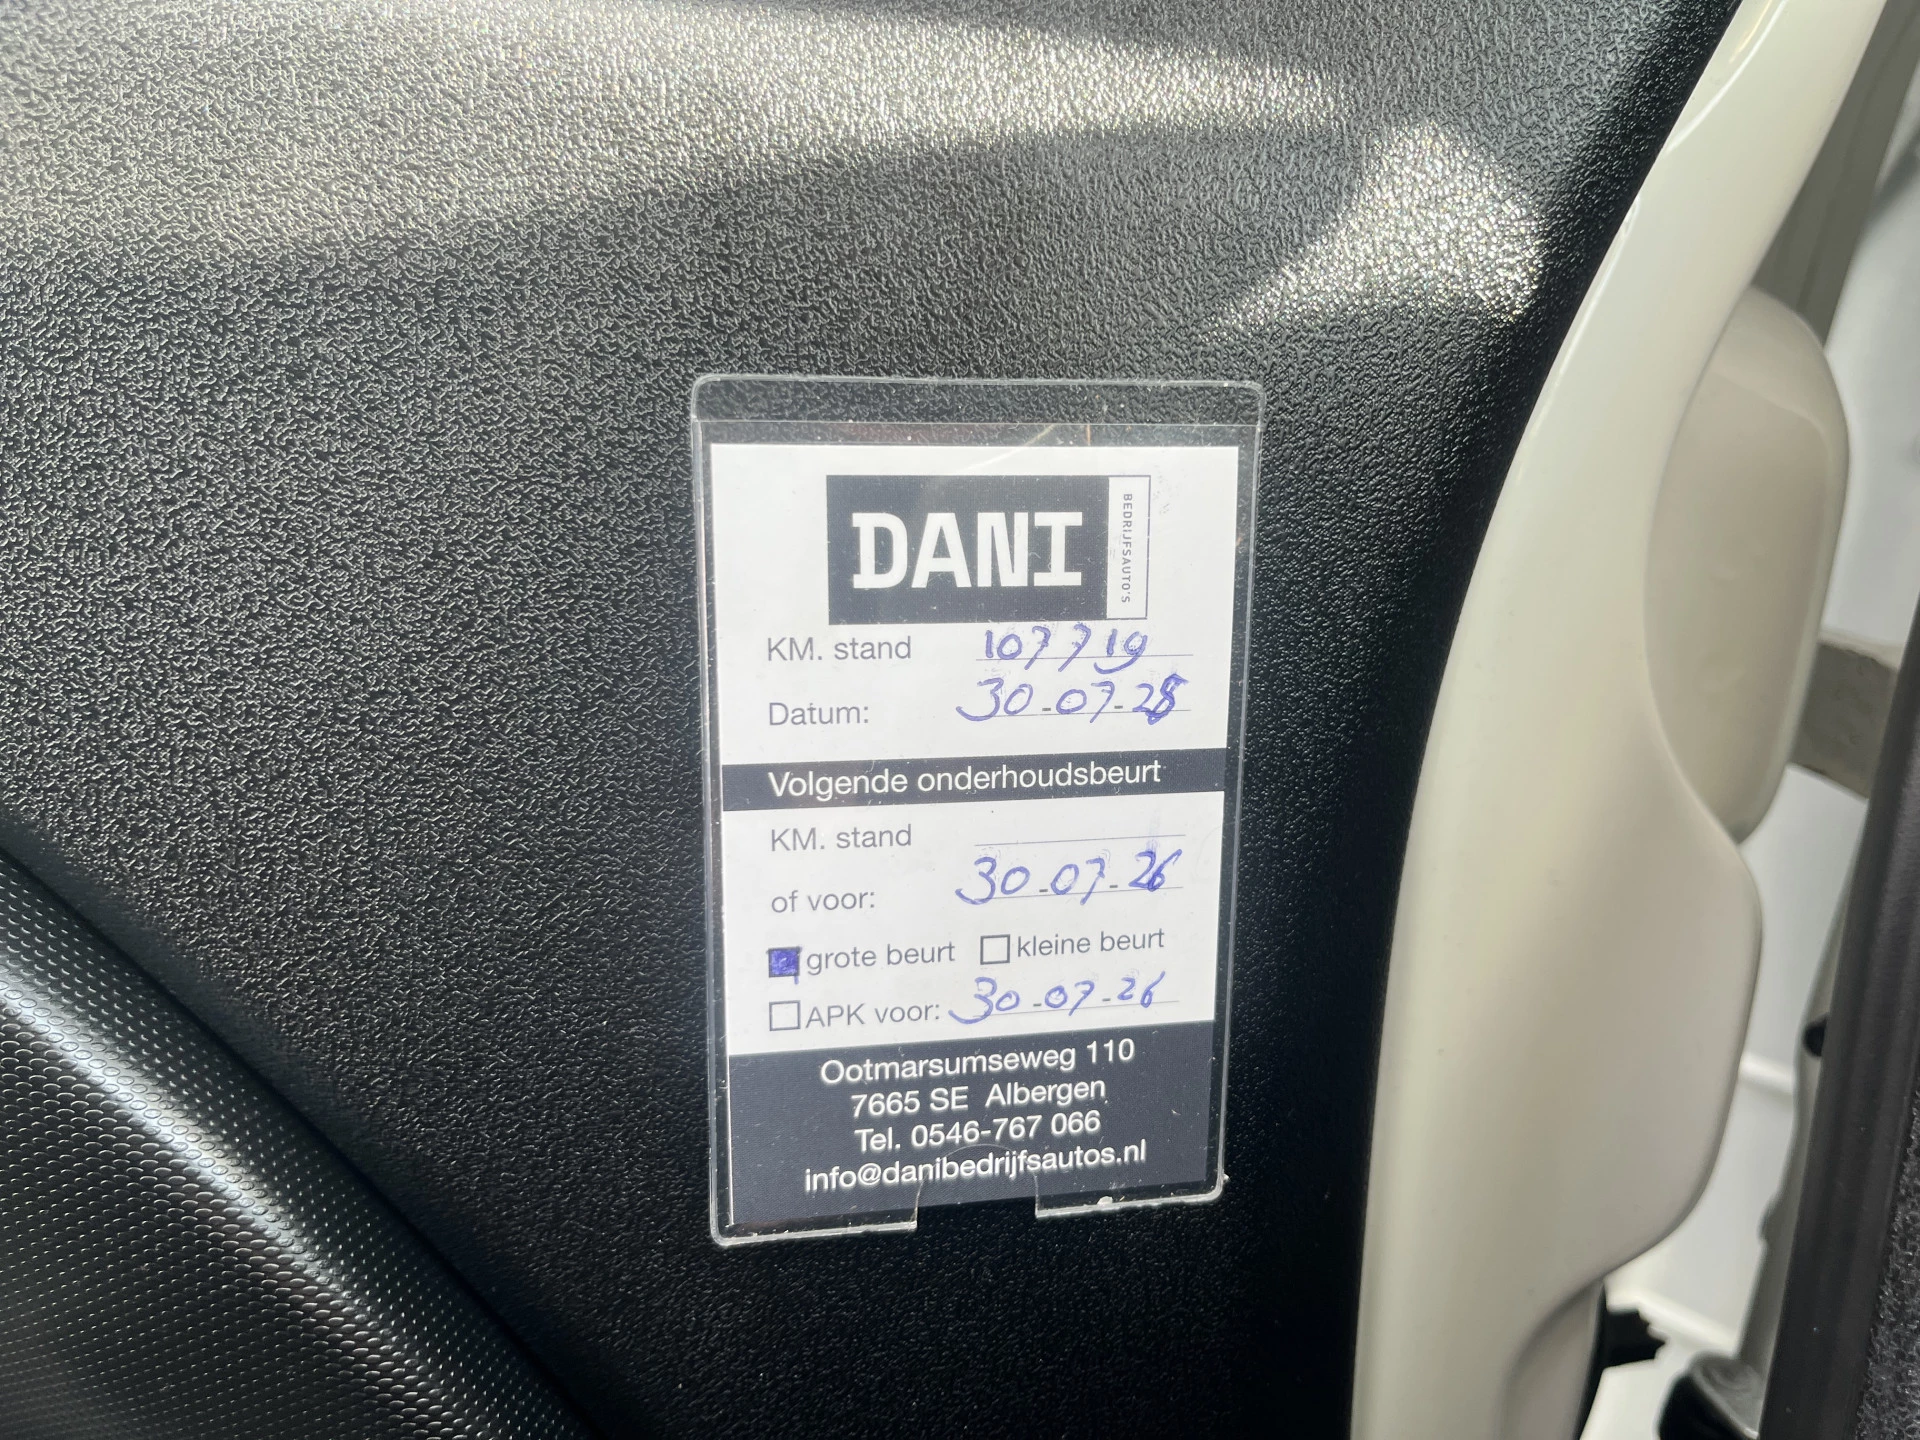 DANI BEDRIJFSAUTO'S
KM. stand 107719
Datum: 30-07-25
Volgende onderhoudsbeurt
KM. stand
of voor: 30-07-26
grote beurt kleine beurt
APK voor: 30-07-26
Ootmarsumseweg 110
7665 SE Albergen
Tel. 0546-767 066
info@danibedrijfsautos.nl